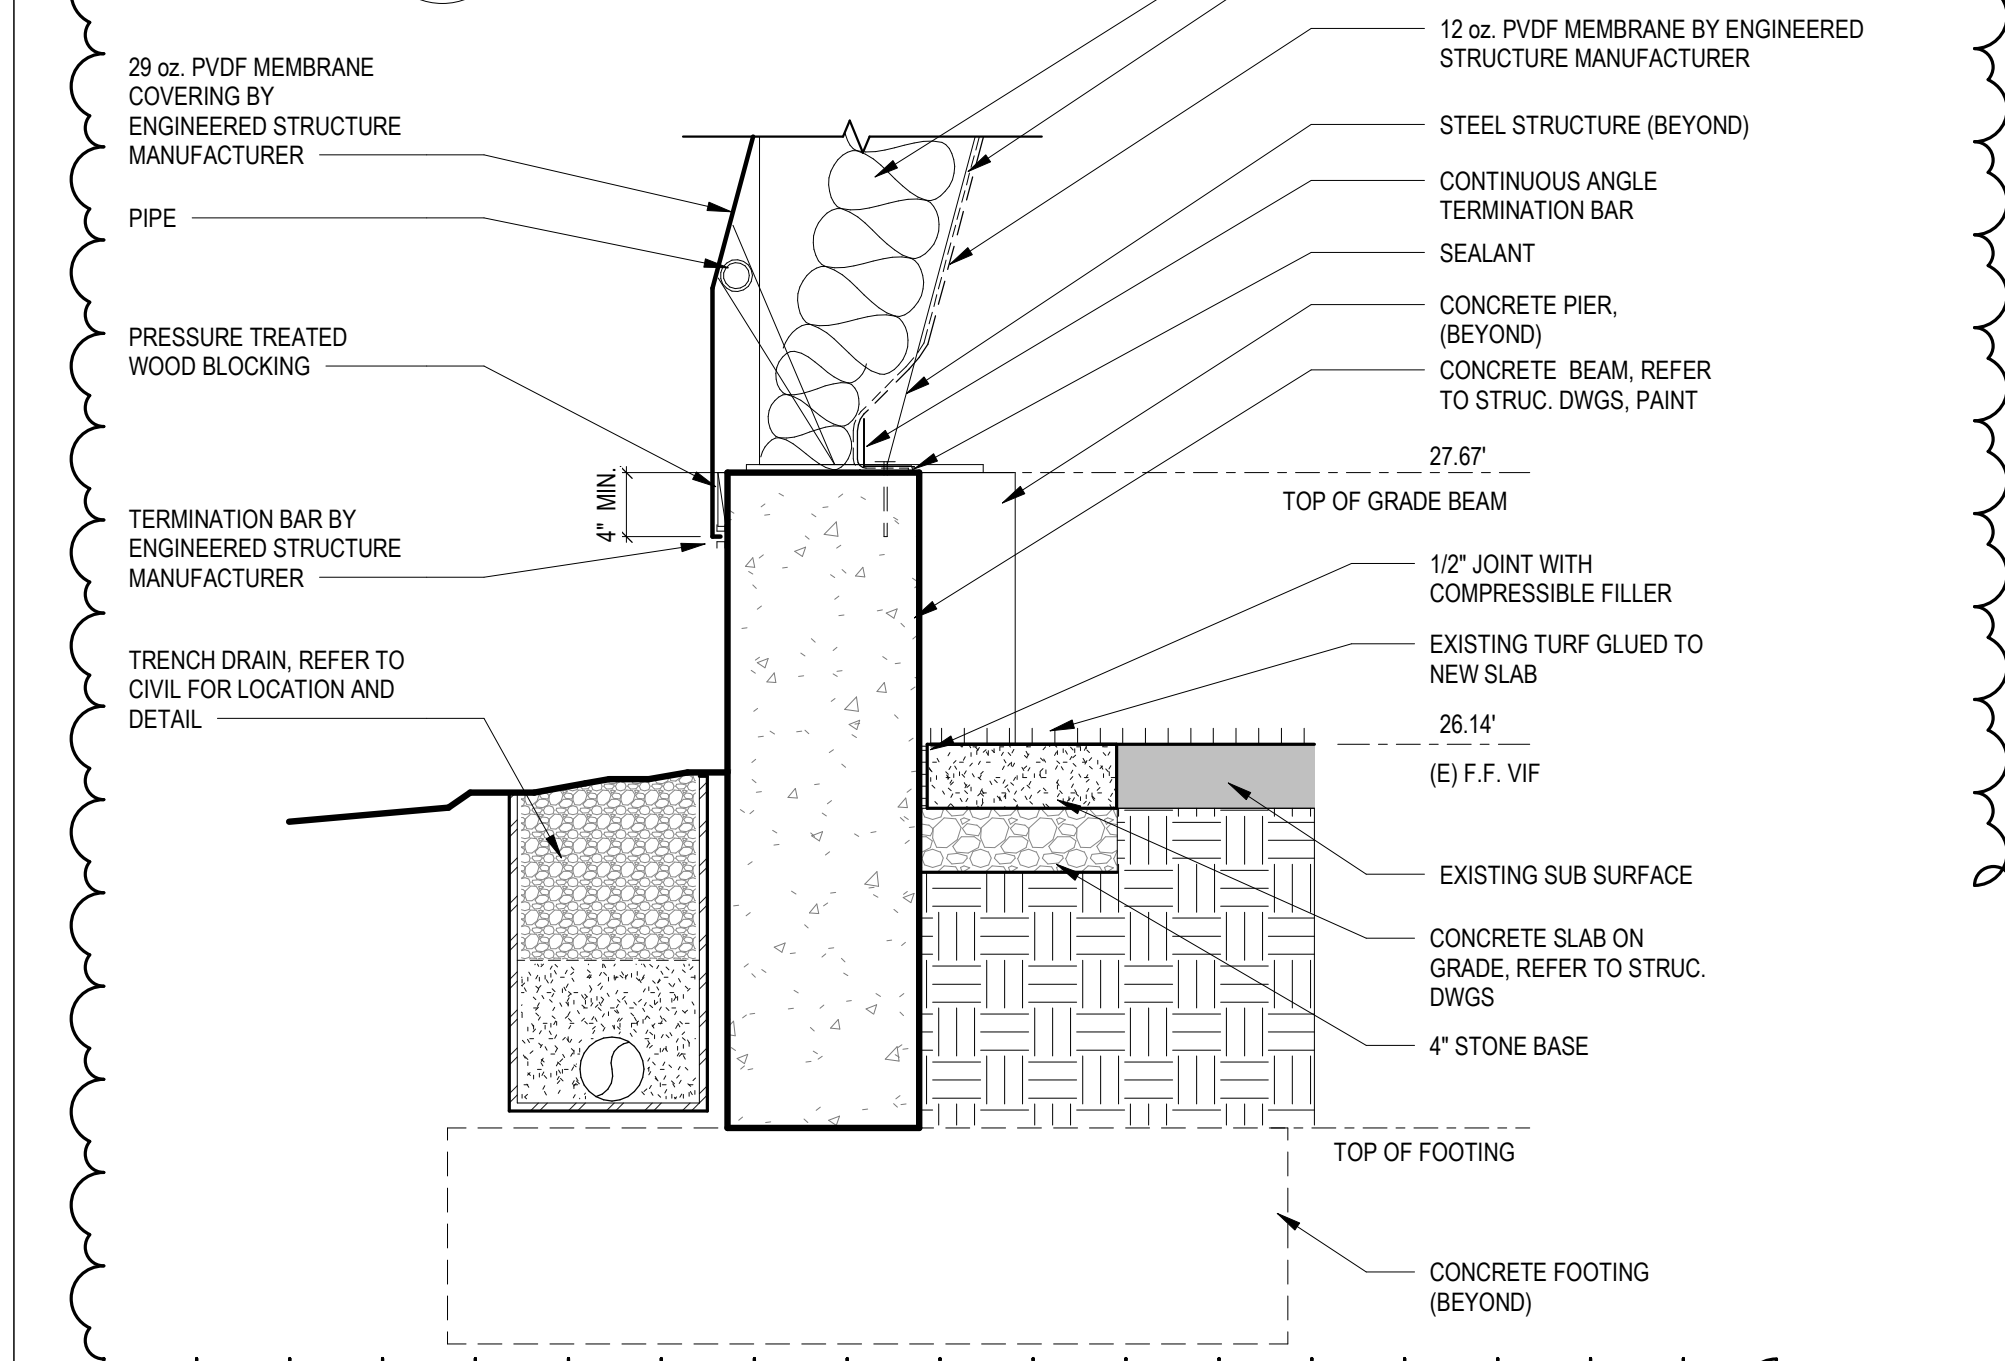 29 oz. PVDF MEMBRANE
COVERING BY
ENGINEERED STRUCTURE
MANUFACTURER
PIPE
PRESSURE TREATED
WOOD BLOCKING
4" MIN.
TERMINATION BAR BY
ENGINEERED STRUCTURE
MANUFACTURER
TRENCH DRAIN, REFER TO
CIVIL FOR LOCATION AND
DETAIL
12 oz. PVDF MEMBRANE BY ENGINEERED
STRUCTURE MANUFACTURER
STEEL STRUCTURE (BEYOND)
CONTINUOUS ANGLE
TERMINATION BAR
SEALANT
CONCRETE PIER,
(BEYOND)
CONCRETE BEAM, REFER
TO STRUC. DWGS, PAINT
27.67'
TOP OF GRADE BEAM
1/2" JOINT WITH
COMPRESSIBLE FILLER
EXISTING TURF GLUED TO
NEW SLAB
26.14'
(E) F.F. VIF
EXISTING SUB SURFACE
CONCRETE SLAB ON
GRADE, REFER TO STRUC.
DWGS
4" STONE BASE
TOP OF FOOTING
CONCRETE FOOTING
(BEYOND)